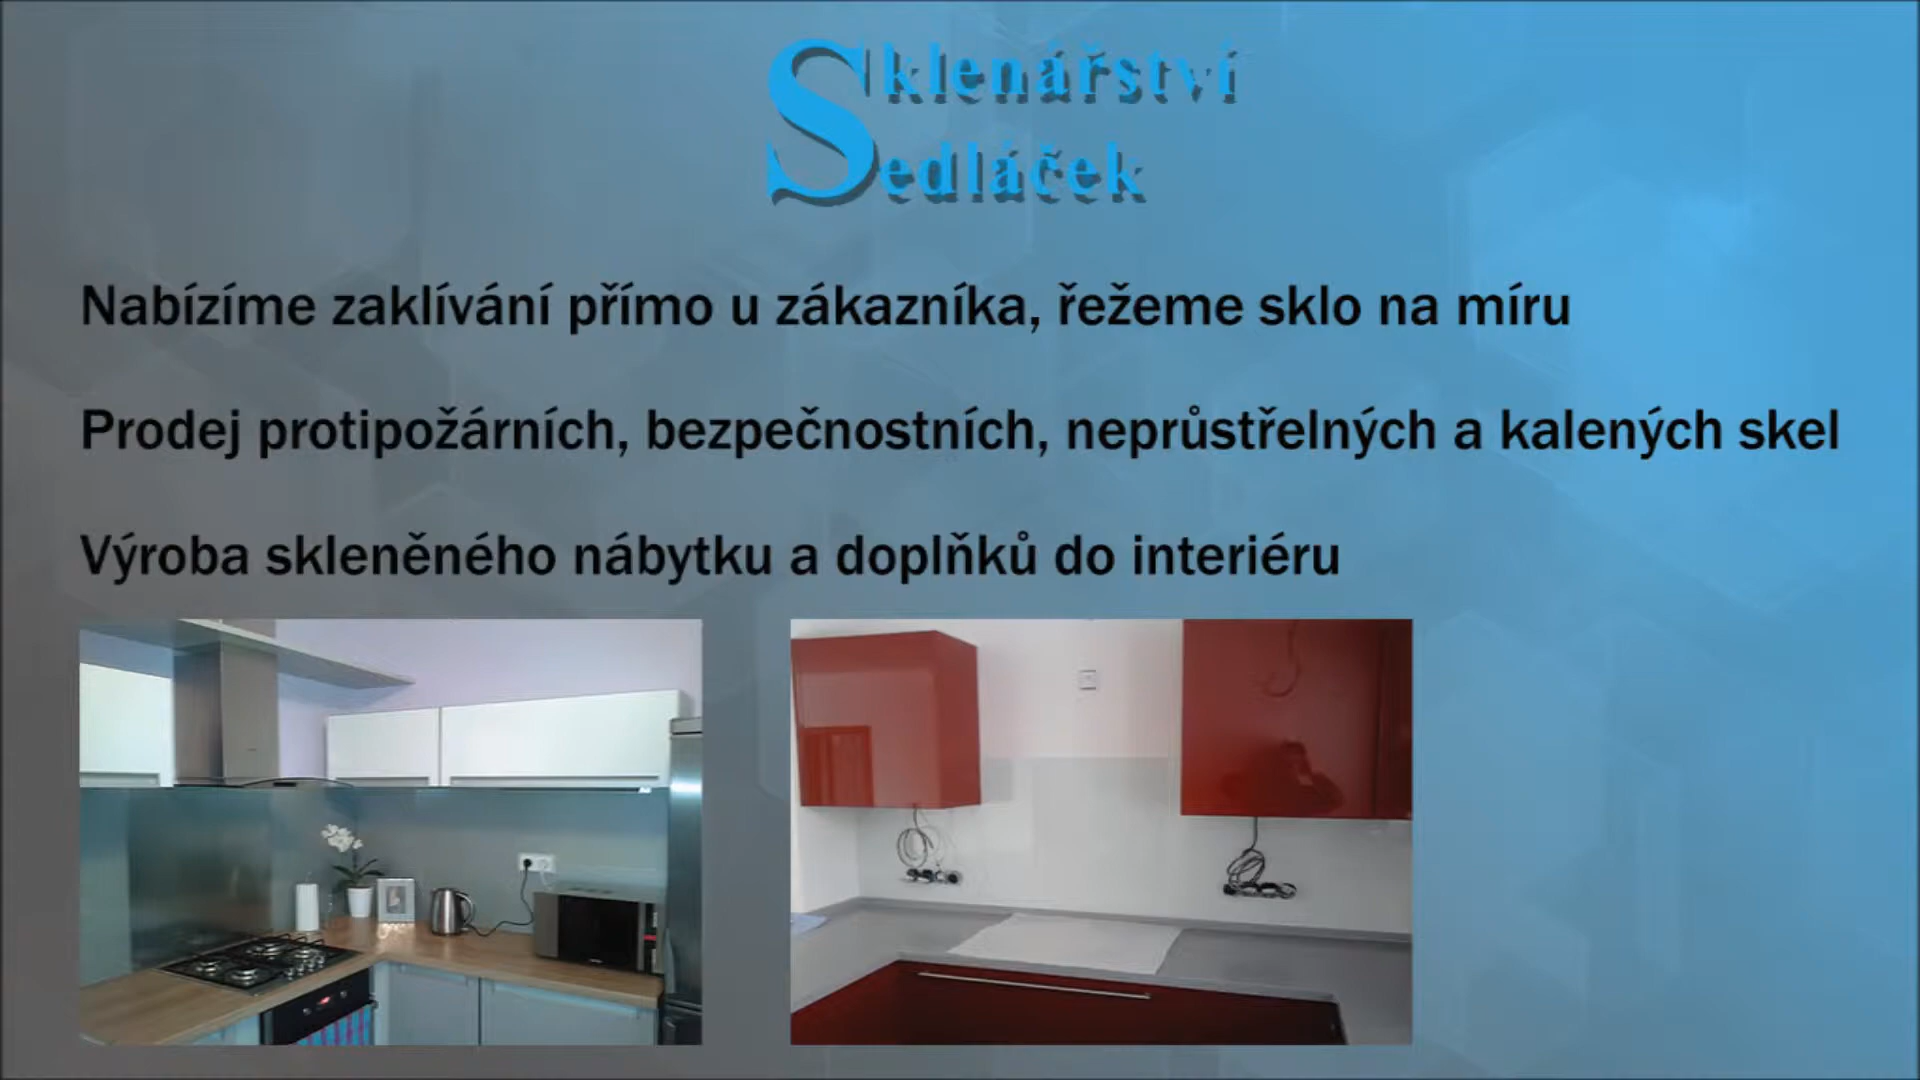 Sklenářství
Sedláček
Nabízíme zaklívání přímo u zákazníka, řežeme sklo na míru
Prodej protipožárních, bezpečnostních, neprůstřelných a kalených skel
Výroba skleněného nábytku a doplňků do interiéru